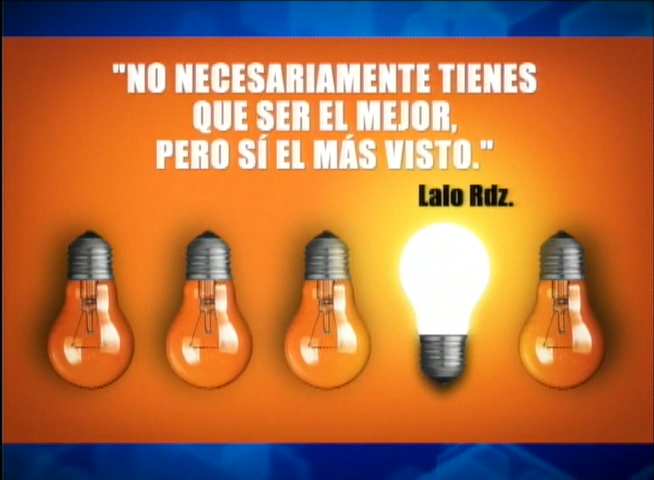 "NO NECESARIAMENTE TIENES
QUE SER EL MEJOR,
PERO SÍ EL MÁS VISTO."
Lalo Rdz.